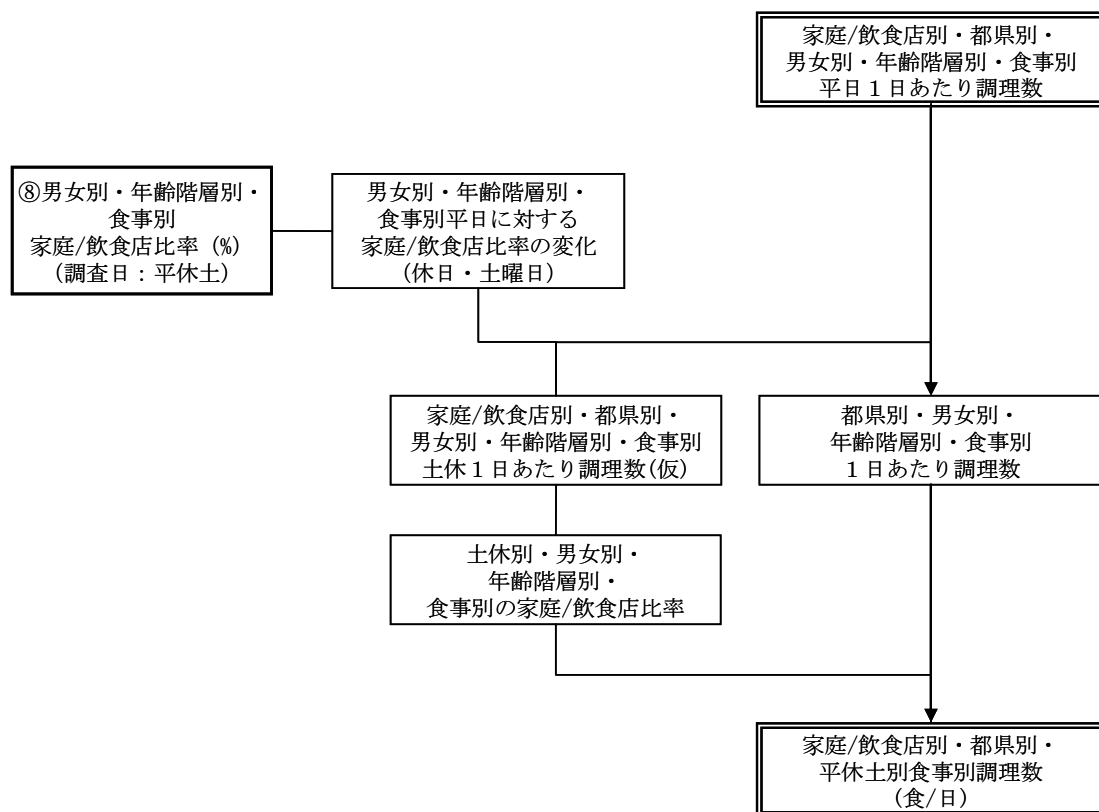 家庭/飲食店別・都県別・
男女別・年齢階層別・食事別
平日１日あたり調理数
⑧男女別・年齢階層別・
食事別
家庭/飲食店比率 (%)
(調査日：平休土)
男女別・年齢階層別・
食事別平日に対する
家庭/飲食店比率の変化
(休日・土曜日)
家庭/飲食店別・都県別・
男女別・年齢階層別・食事別
土休１日あたり調理数(仮)
都県別・男女別・
年齢階層別・食事別
１日あたり調理数
土休別・男女別・
年齢階層別・
食事別の家庭/飲食店比率
家庭/飲食店別・都県別・
平休土別食事別調理数
(食/日)